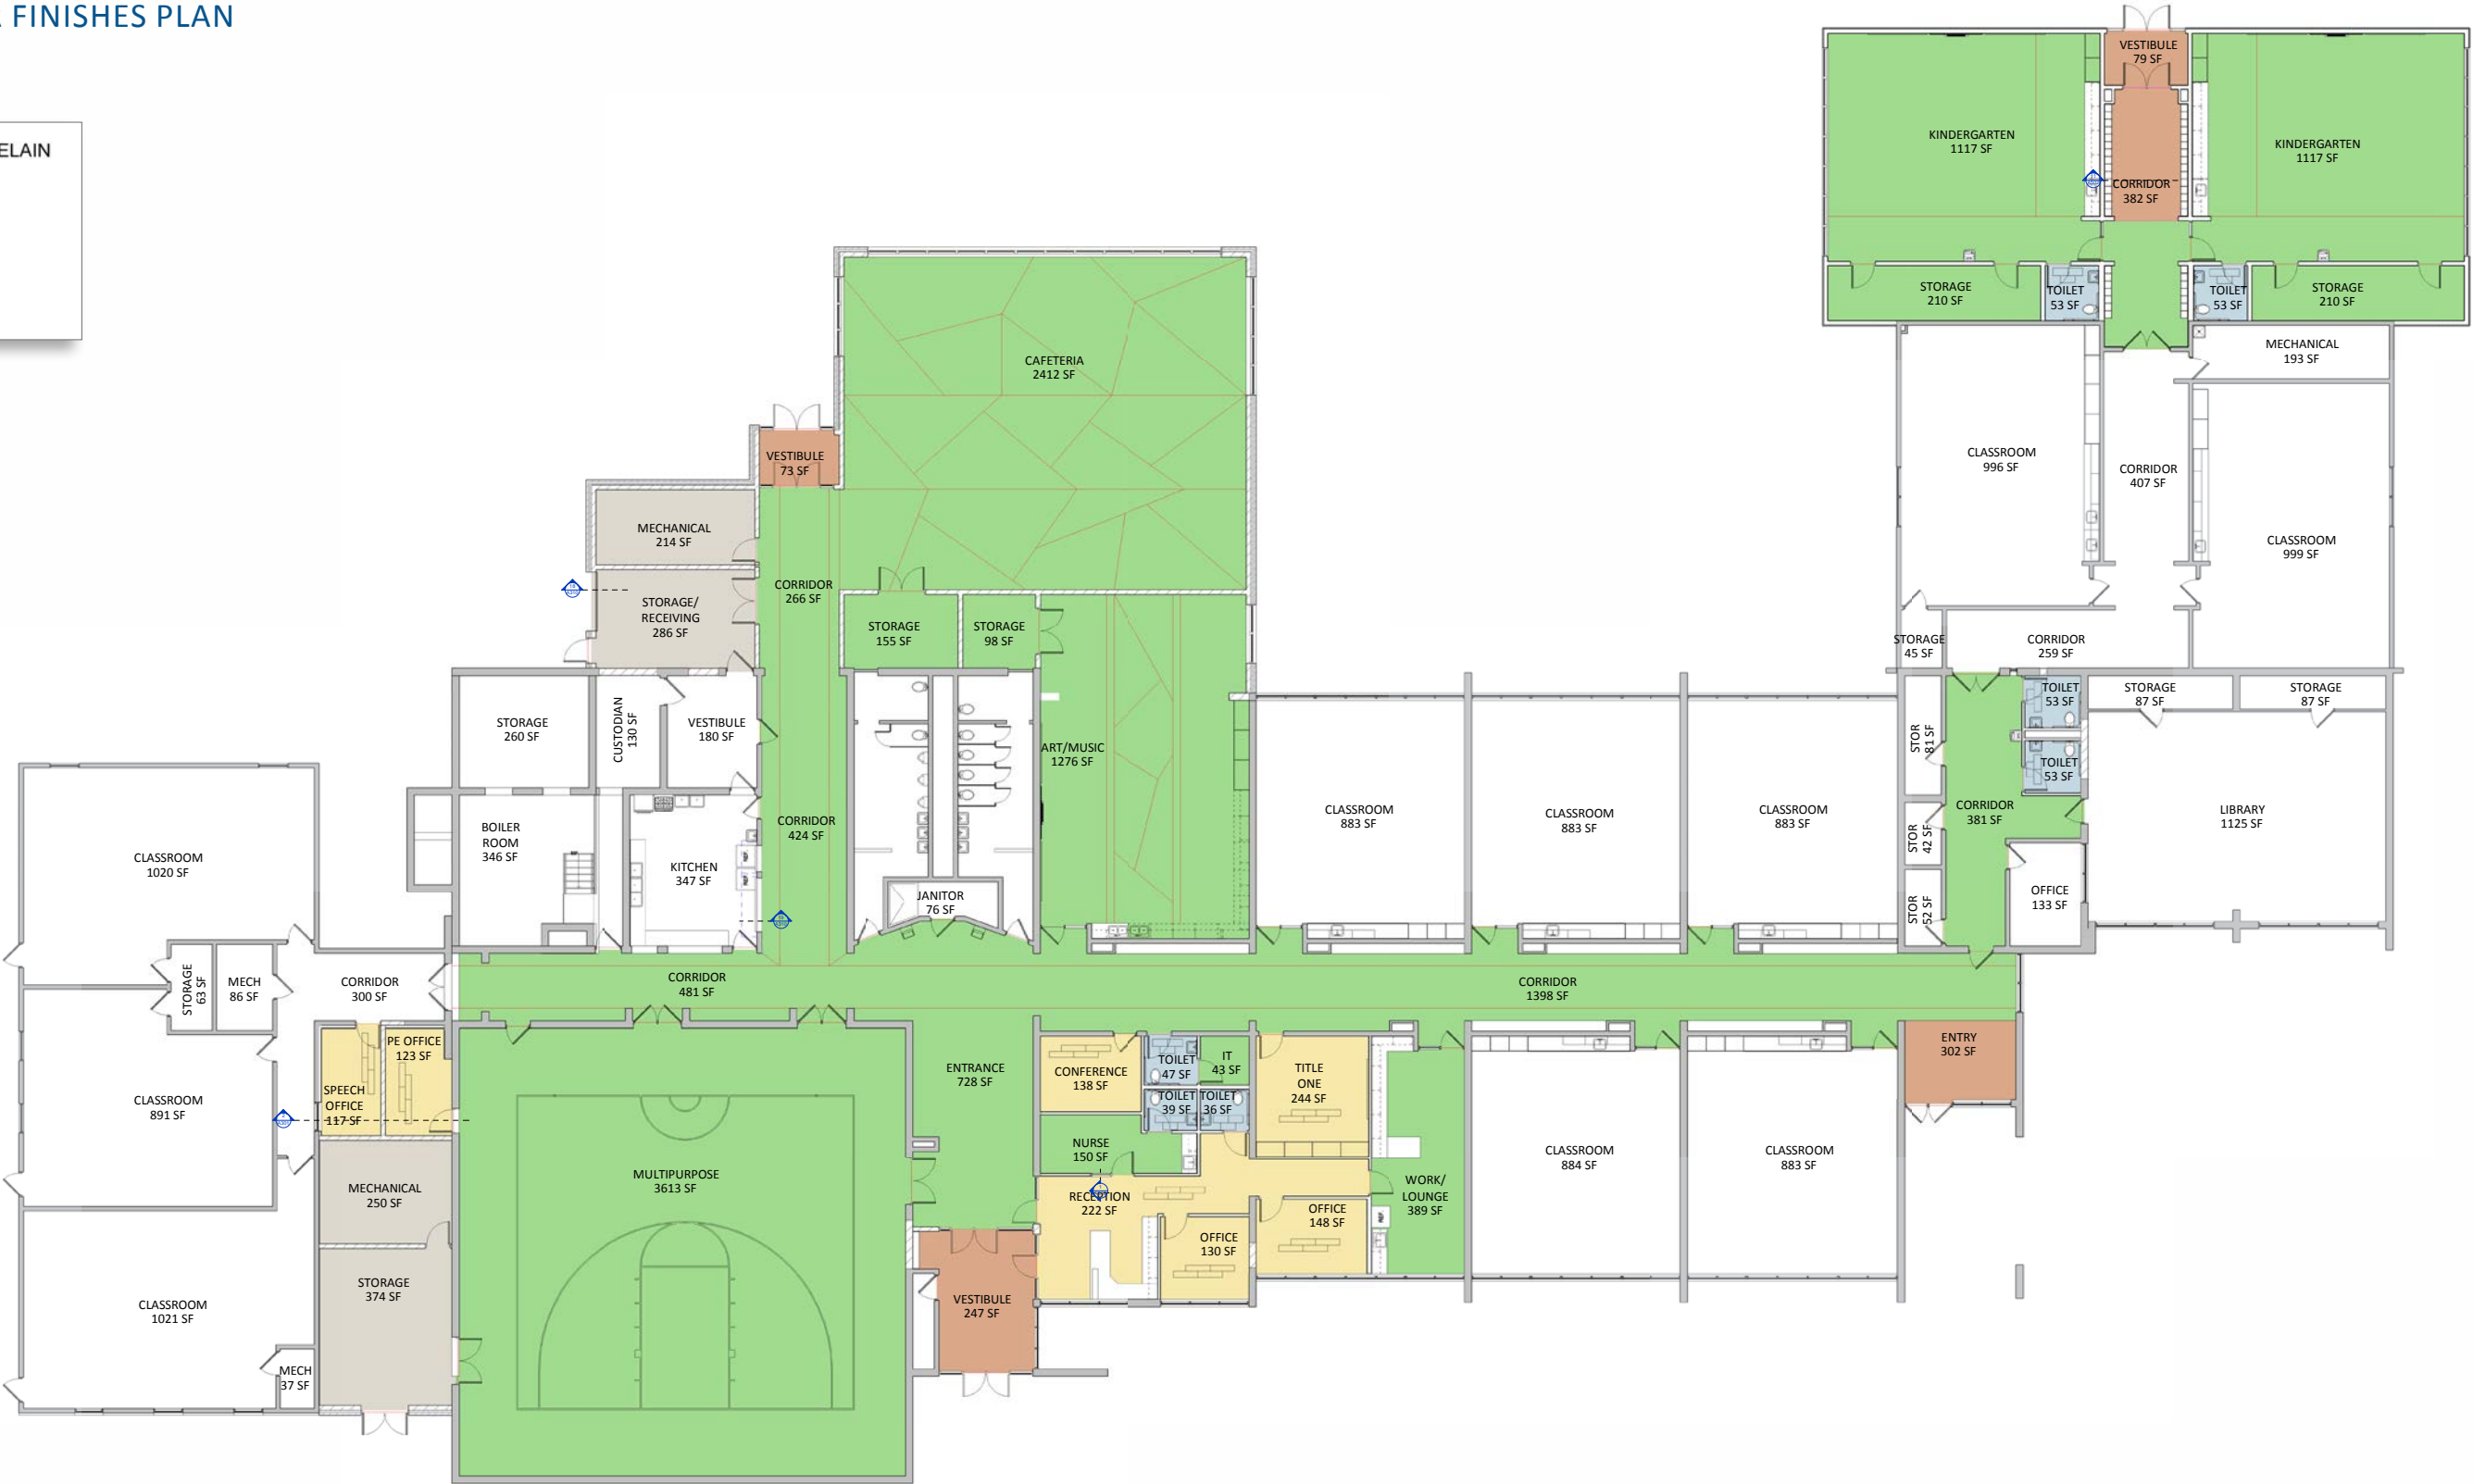 FINISHES PLAN
ELAIN
VESTIBULE
79 SF
KINDERGARTEN
1117 SF
KINDERGARTEN
1117 SF
CORRIDOR
382 SF
STORAGE
210 SF
TOILET
53 SF
TOILET
53 SF
STORAGE
210 SF
MECHANICAL
193 SF
CLASSROOM
996 SF
CORRIDOR
407 SF
CLASSROOM
999 SF
STORAGE
45 SF
CORRIDOR
259 SF
CAFETERIA
2412 SF
VESTIBULE
73 SF
MECHANICAL
214 SF
CORRIDOR
266 SF
STORAGE/
RECEIVING
286 SF
STORAGE
155 SF
STORAGE
98 SF
STORAGE
260 SF
CUSTODIAN
130 SF
VESTIBULE
180 SF
ART/MUSIC
1276 SF
BOILER
ROOM
346 SF
KITCHEN
347 SF
REF.
REF.
CORRIDOR
424 SF
JANITOR
76 SF
CLASSROOM
883 SF
CLASSROOM
883 SF
CLASSROOM
883 SF
STOR
81 SF
STOR
42 SF
STOR
52 SF
TOILET
53 SF
TOILET
53 SF
CORRIDOR
381 SF
OFFICE
133 SF
STORAGE
87 SF
STORAGE
87 SF
LIBRARY
1125 SF
CLASSROOM
1020 SF
STORAGE
63 SF
MECH
86 SF
CORRIDOR
300 SF
CORRIDOR
481 SF
CORRIDOR
1398 SF
CLASSROOM
891 SF
SPEECH
OFFICE
117 SF
PE OFFICE
123 SF
MECHANICAL
250 SF
STORAGE
374 SF
CLASSROOM
1021 SF
MECH
37 SF
MULTIPURPOSE
3613 SF
ENTRANCE
728 SF
VESTIBULE
247 SF
CONFERENCE
138 SF
TOILET
47 SF
IT
43 SF
TOILET
39 SF
TOILET
36 SF
NURSE
150 SF
RECEPTION
222 SF
OFFICE
130 SF
TITLE
ONE
244 SF
OFFICE
148 SF
WORK/
LOUNGE
389 SF
REF.
CLASSROOM
884 SF
CLASSROOM
883 SF
ENTRY
302 SF